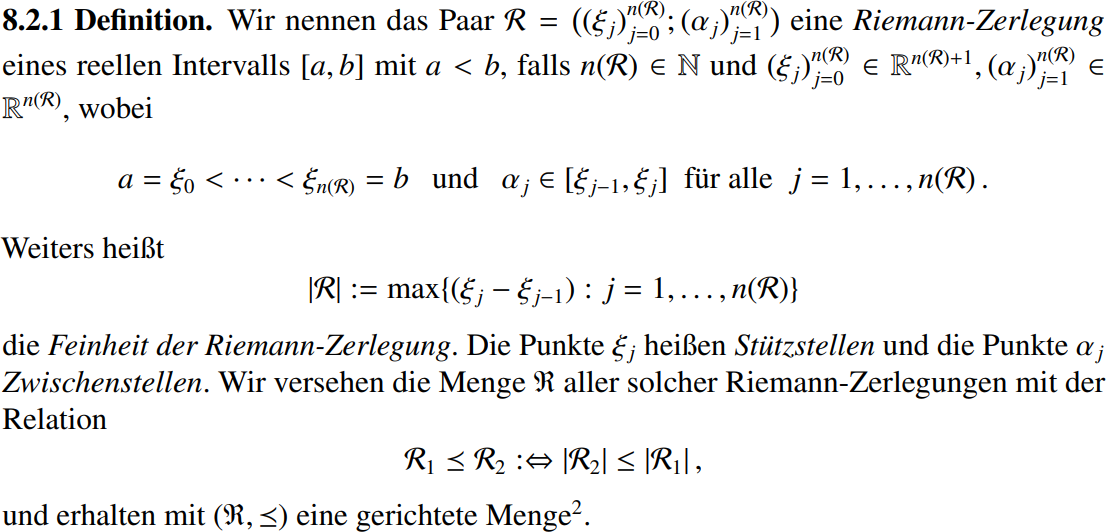 8.2.1 Definition. Wir nennen das Paar ℛ = ((ξ_j)_{j=0}^{n(ℛ)}; (α_j)_{j=1}^{n(ℛ)}) eine Riemann-Zerlegung
eines reellen Intervalls [a, b] mit a < b, falls n(ℛ) ∈ ℕ und (ξ_j)_{j=0}^{n(ℛ)} ∈ ℝ^{n(ℛ)+1}, (α_j)_{j=1}^{n(ℛ)} ∈
ℝ^{n(ℛ)}, wobei
a = ξ_0 < ⋯ < ξ_{n(ℛ)} = b und α_j ∈ [ξ_{j−1}, ξ_j] für alle j = 1, . . . , n(ℛ) .
Weiters heißt
|ℛ| := max{(ξ_j − ξ_{j−1}) : j = 1, . . . , n(ℛ)}
die Feinheit der Riemann-Zerlegung. Die Punkte ξ_j heißen Stützstellen und die Punkte α_j
Zwischenstellen. Wir versehen die Menge ℜ aller solcher Riemann-Zerlegungen mit der
Relation
ℛ_1 ⪯ ℛ_2 :⇔ |ℛ_2| ≤ |ℛ_1| ,
und erhalten mit (ℜ, ⪯) eine gerichtete Menge².